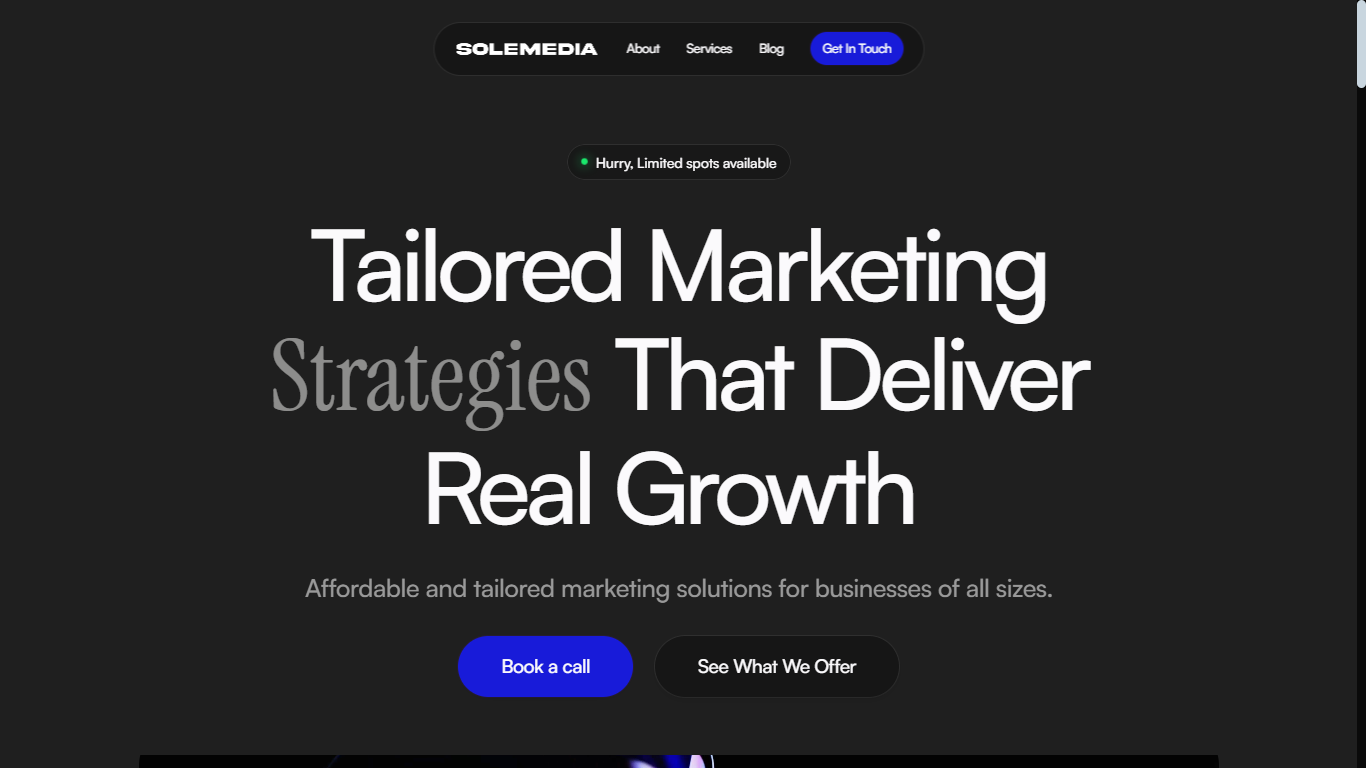 SOLEMEDIA About Services Blog Get In Touch
Hurry, Limited spots available
Tailored Marketing
Strategies That Deliver
Real Growth
Affordable and tailored marketing solutions for businesses of all sizes.
Book a call See What We Offer